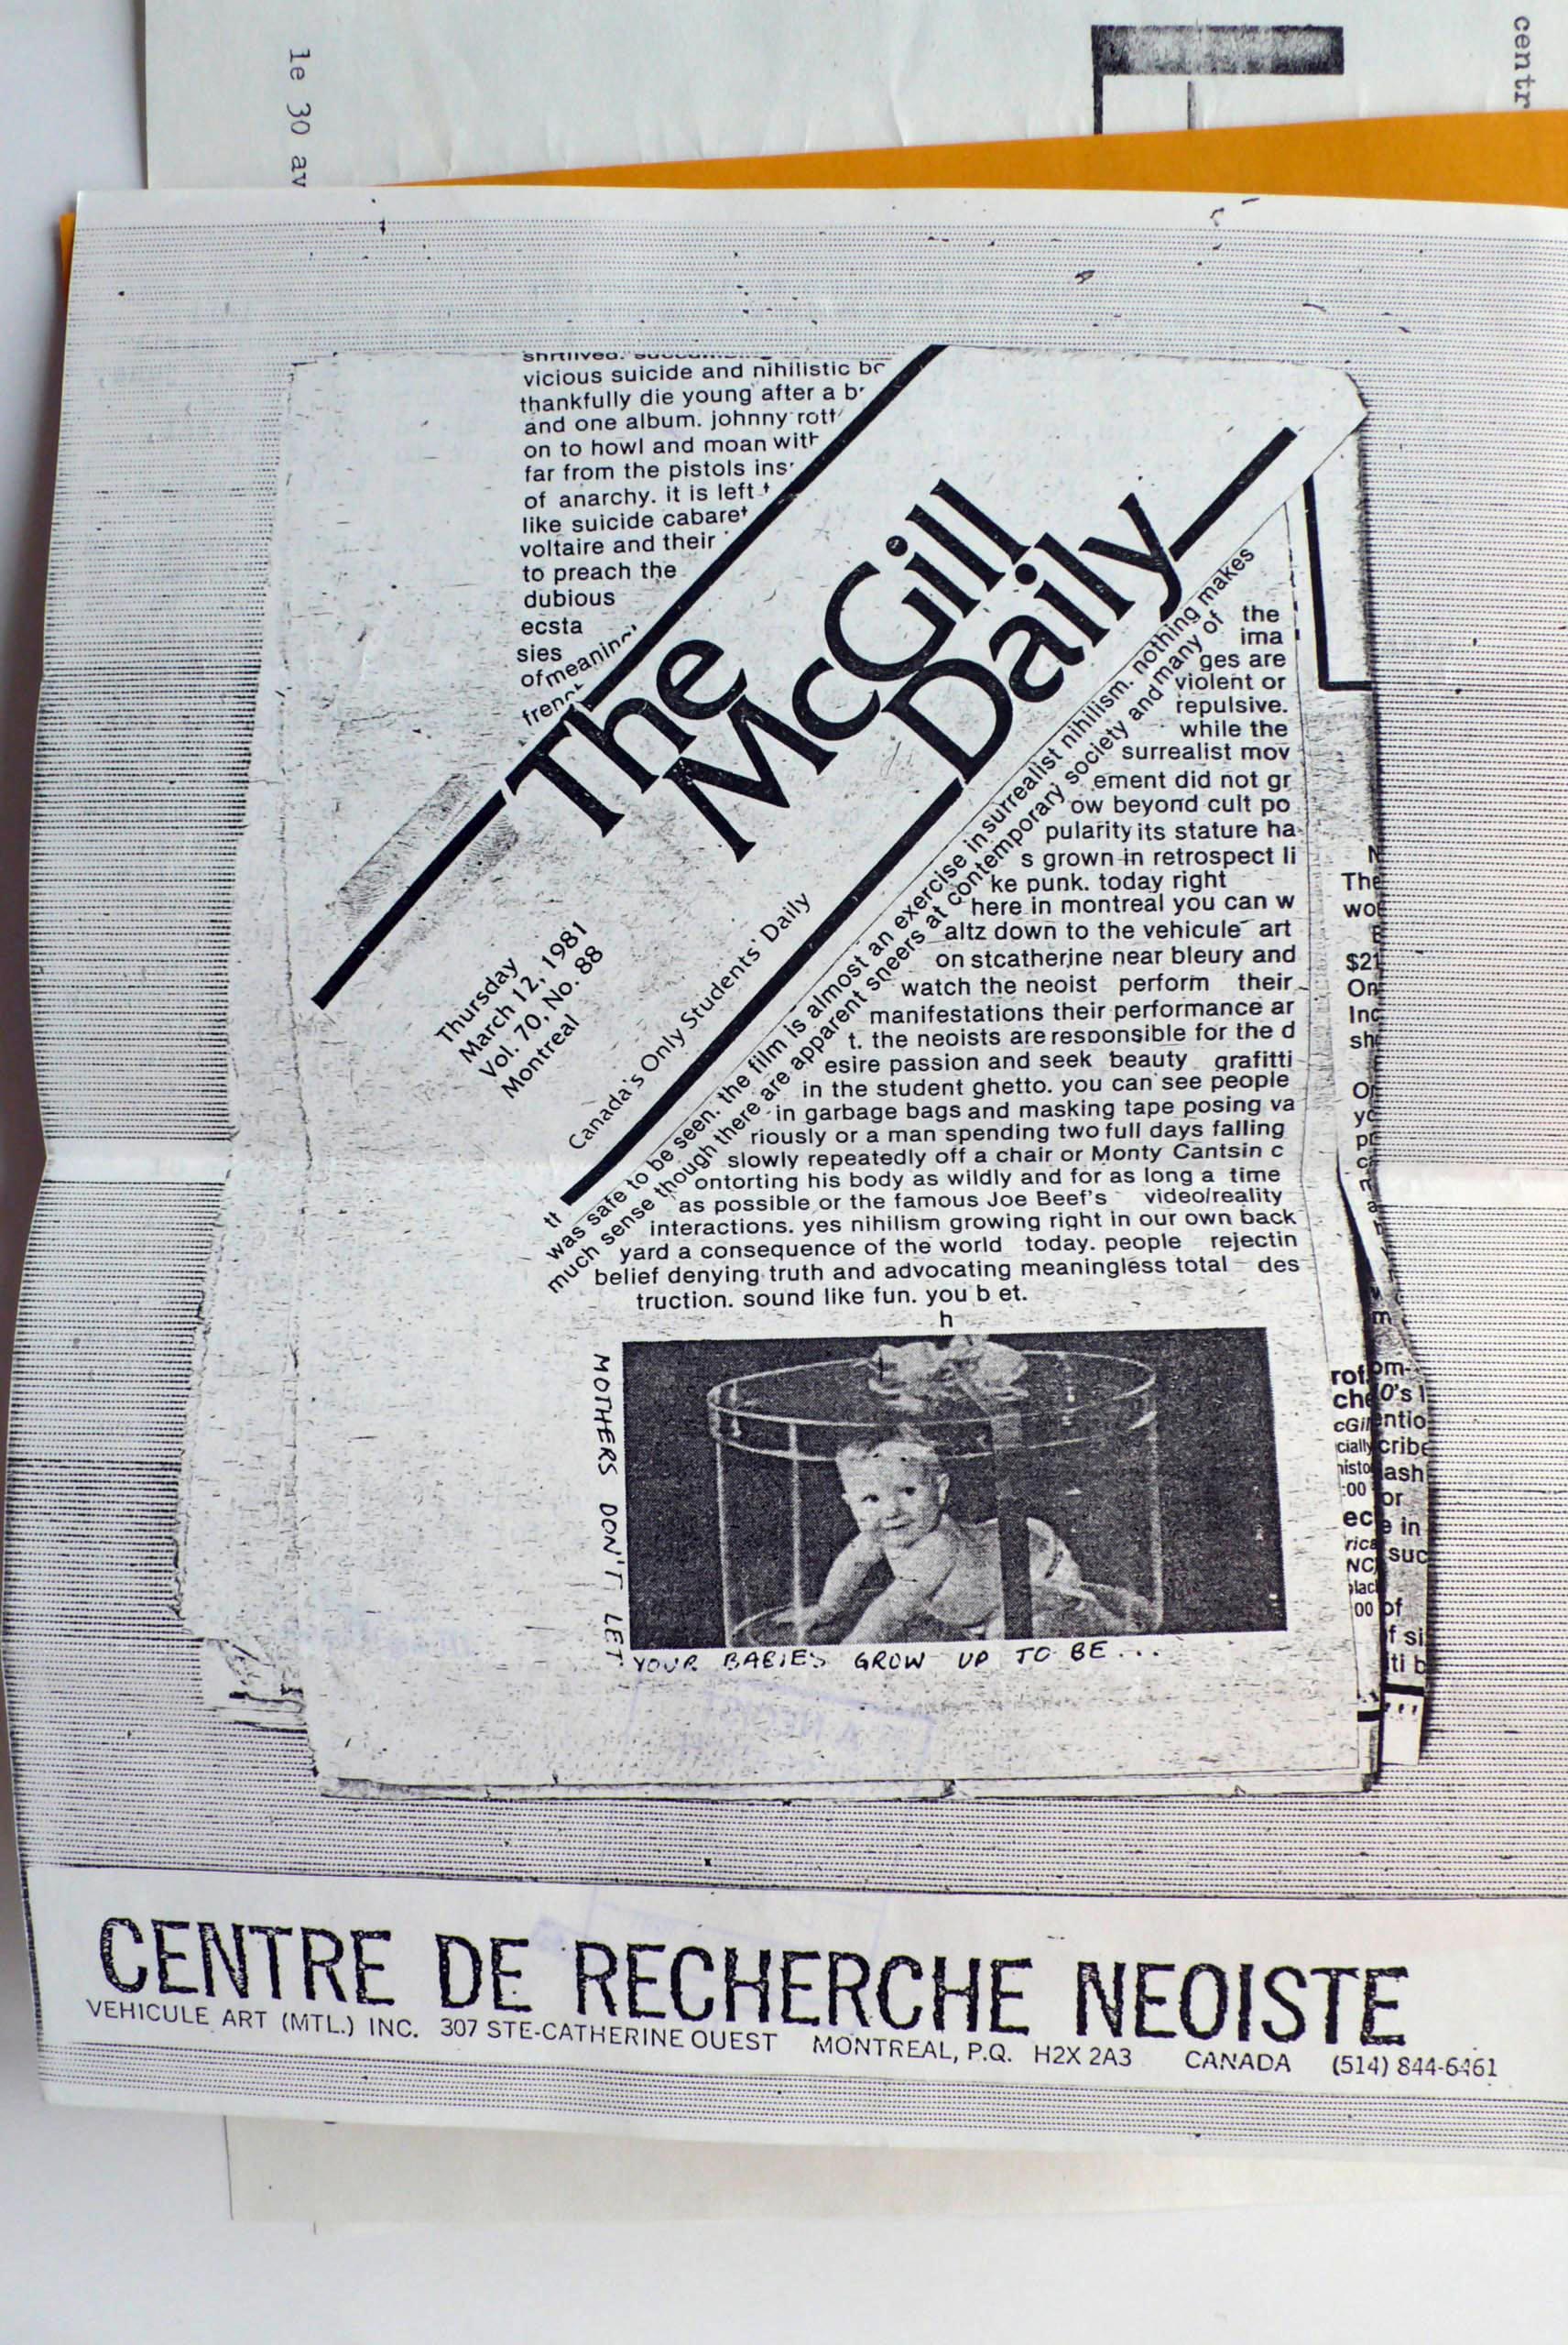 le 30 av
centr
vicious suicide and nihilistic
thankfully die young after a
and one album. johnny rott
on to howl and moan with
far from the pistols ins
of anarchy. it is left
like suicide cabaret
voltaire and their
to preach the
dubious
ecsta
sies
of meaning
The
McGill
Daily
Thursday
March 12, 1981
Vol. 70, No. 88
Montreal
Canada's Only Students' Daily
was safe to be seen. the film is almost an exercise in surrealist nihilism. nothing makes
much sense though there are apparent sneers at contemporary society and many of
the
ima
ges are
violent or
repulsive.
while the
surrealist mov
ement did not gr
ow beyond cult po
pularity its stature ha
s grown in retrospect li
ke punk. today right
here in montreal you can w
altz down to the vehicule art
on stcatherine near bleury and
watch the neoist perform their
manifestations their performance ar
t. the neoists are responsible for the d
esire passion and seek beauty grafitti
in the student ghetto. you can see people
in garbage bags and masking tape posing va
riously or a man spending two full days falling
slowly repeatedly off a chair or Monty Cantsin c
ontorting his body as wildly and for as long a time
as possible or the famous Joe Beef's video/reality
interactions. yes nihilism growing right in our own back
yard a consequence of the world today. people rejectin
belief denying truth and advocating meaningless total des
truction. sound like fun. you b et.
h
MOTHERS DON'T LET
YOUR BABIES GROW UP TO BE...
CENTRE DE RECHERCHE NEOISTE
VEHICULE ART (MTL.) INC. 307 STE-CATHERINE OUEST MONTREAL, P.Q. H2X 2A3 CANADA (514) 844-6461